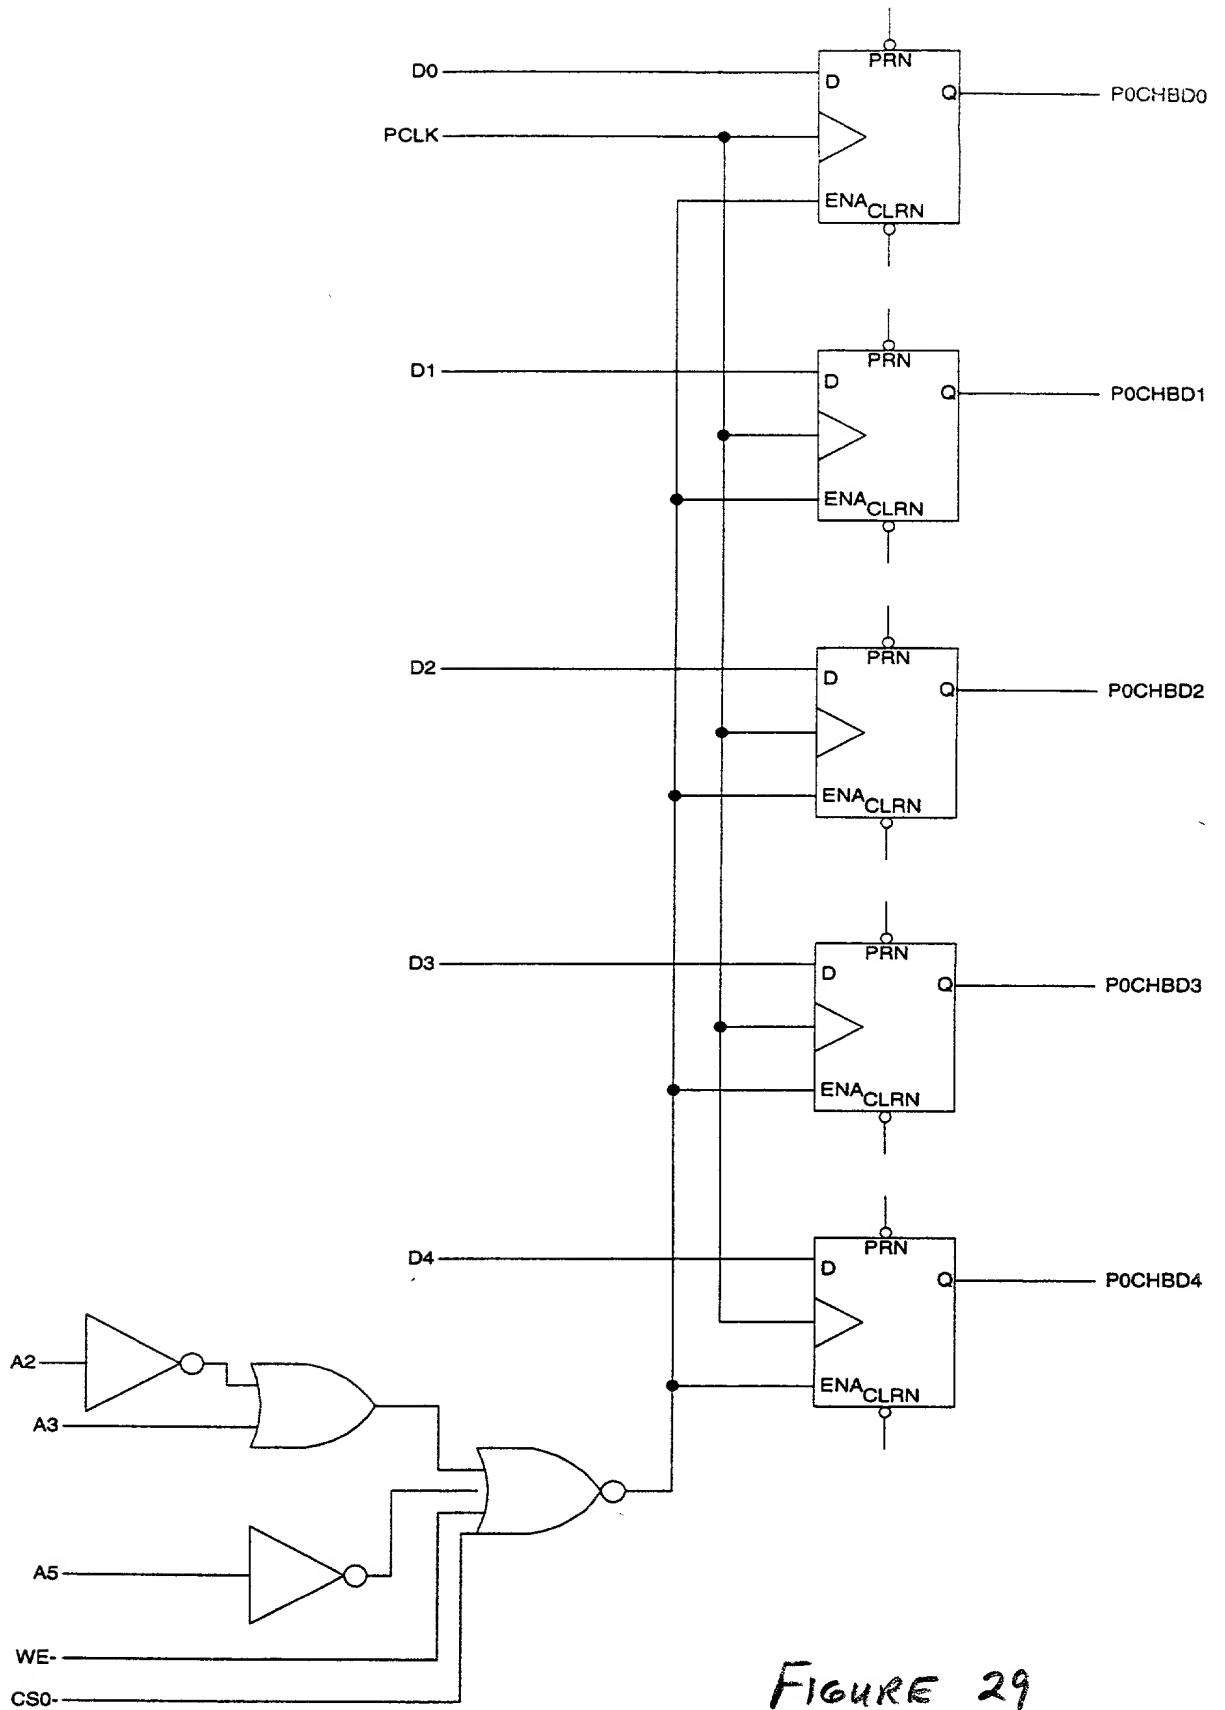 PRN
D0
D
Q
P0CHBD0
PCLK
ENA
CLRN
PRN
D1
D
Q
P0CHBD1
ENA
CLRN
PRN
D2
D
Q
P0CHBD2
ENA
CLRN
PRN
D3
D
Q
P0CHBD3
ENA
CLRN
PRN
D4
D
Q
P0CHBD4
A2
ENA
CLRN
A3
A5
WE-
CS0-
FIGURE 29